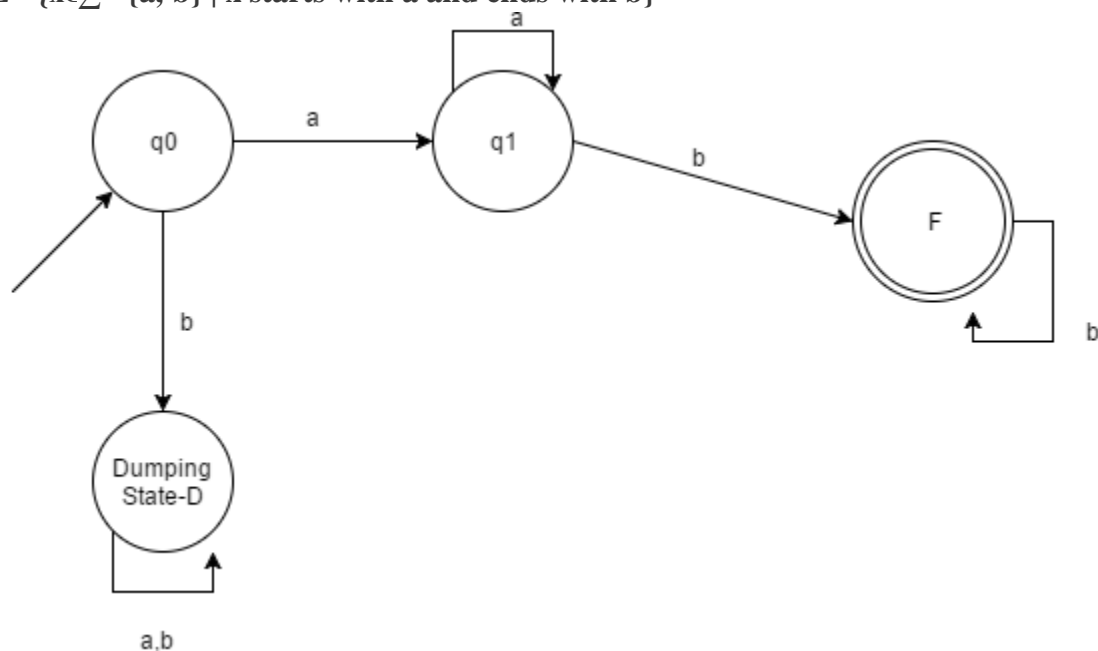 {a, b} | x starts with a and ends with b}
a
q0
a
q1
b
F
b
b
Dumping
State-D
a,b